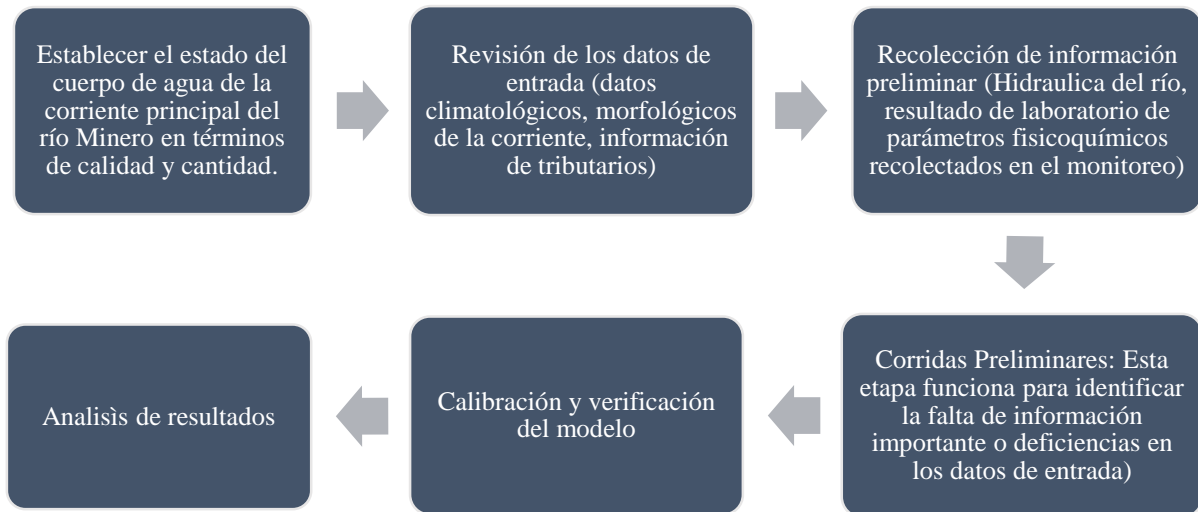 Establecer el estado del
cuerpo de agua de la
corriente principal del
río Minero en términos
de calidad y cantidad.
Revisión de los datos de
entrada (datos
climatológicos, morfológicos
de la corriente, información
de tributarios)
Recolección de información
preliminar (Hidraulica del río,
resultado de laboratorio de
parámetros fisicoquímicos
recolectados en el monitoreo)
Corridas Preliminares: Esta
etapa funciona para identificar
la falta de información
importante o deficiencias en
los datos de entrada)
Calibración y verificación
del modelo
Analisìs de resultados